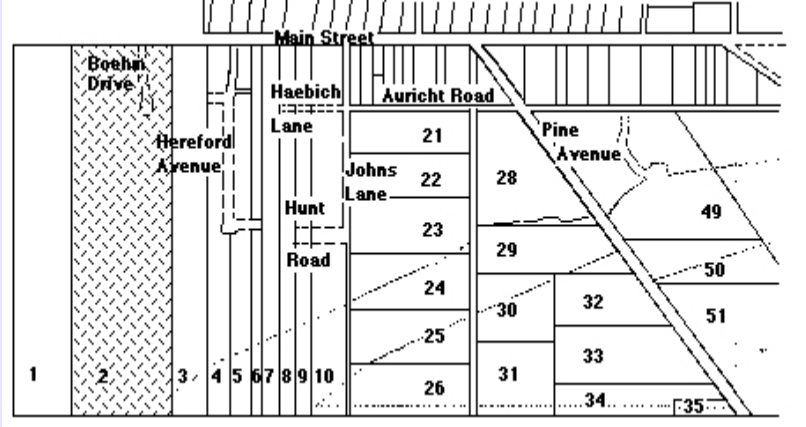 Main Street
Boehm
Drive
Haebich
Lane
Auricht Road
Hereford
Avenue
Pine
Avenue
Johns
Lane
Hunt
Road
21
22
23
24
25
26
28
29
30
31
32
33
34
35
49
50
51
1
2
3
4
5
6
7
8
9
10